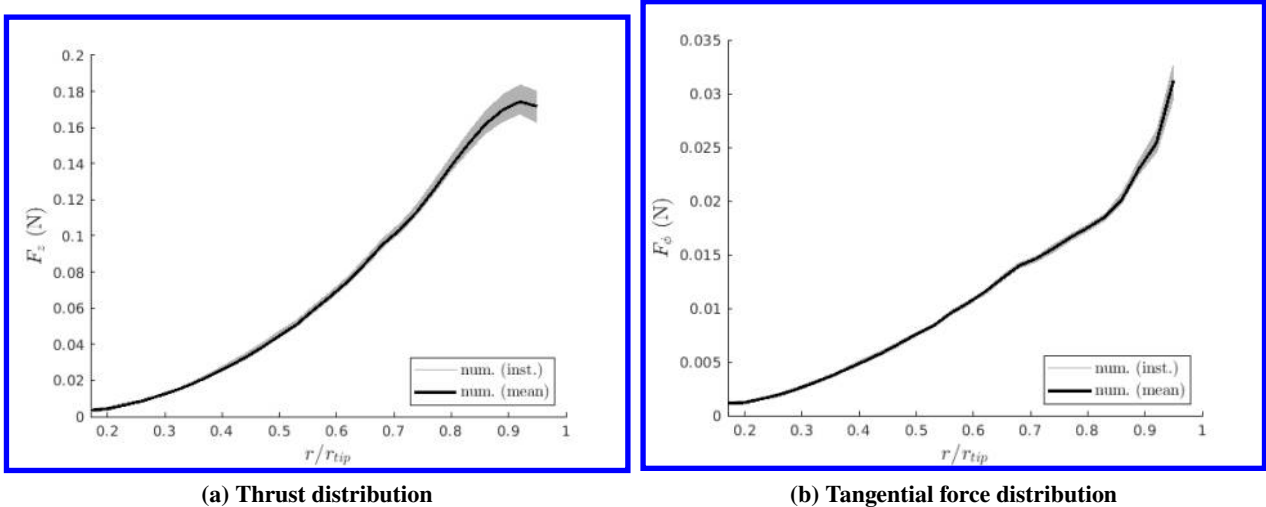 0.2
0.18
0.16
0.14
0.12
0.1
0.08
0.06
0.04
0.02
0
F_z (N)
0.2 0.3 0.4 0.5 0.6 0.7 0.8 0.9 1
r/r_tip
num. (inst.)
num. (mean)
(a) Thrust distribution
0.035
0.03
0.025
0.02
0.015
0.01
0.005
0
F_ϕ (N)
0.2 0.3 0.4 0.5 0.6 0.7 0.8 0.9 1
r/r_tip
num. (inst.)
num. (mean)
(b) Tangential force distribution